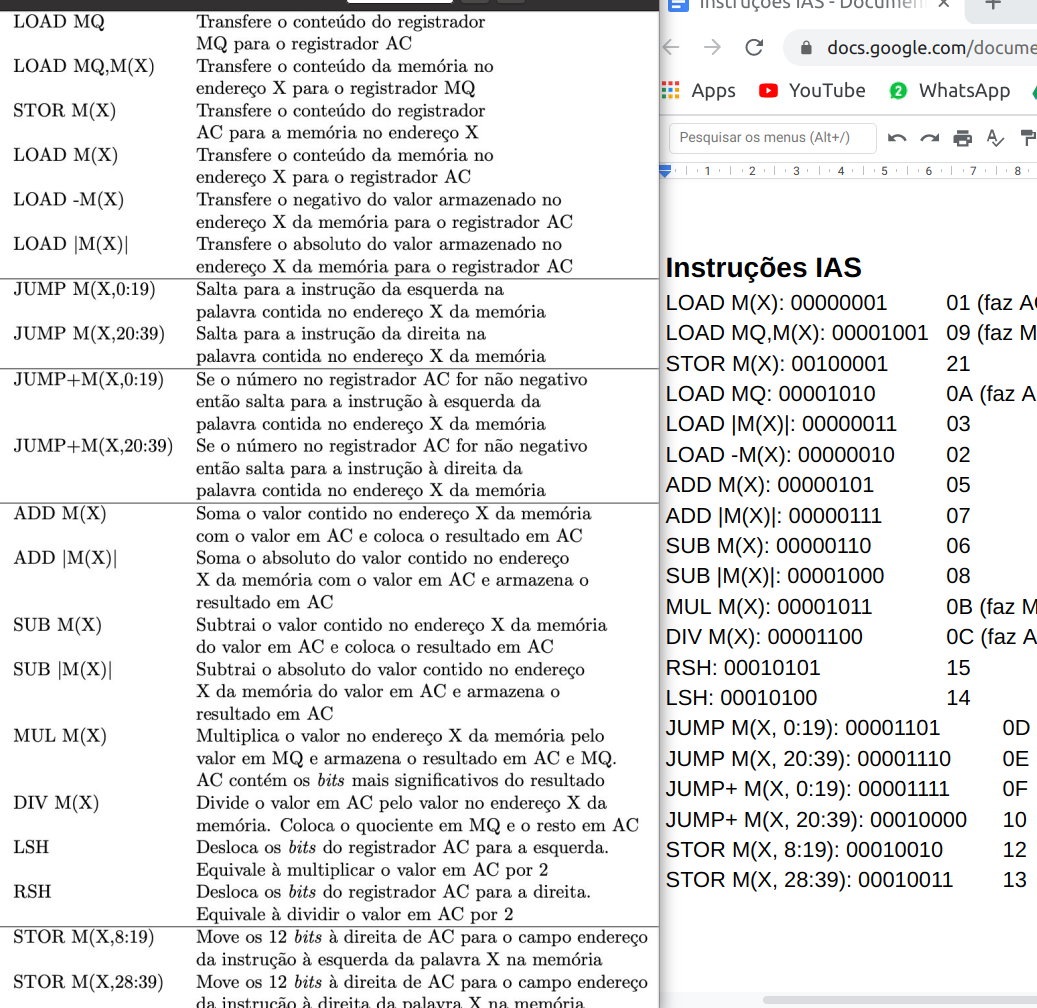 LOAD MQ Transfere o conteúdo do registrador
MQ para o registrador AC
LOAD MQ,M(X) Transfere o conteúdo da memória no
endereço X para o registrador MQ
STOR M(X) Transfere o conteúdo do registrador
AC para a memória no endereço X
LOAD M(X) Transfere o conteúdo da memória no
endereço X para o registrador AC
LOAD -M(X) Transfere o negativo do valor armazenado no
endereço X da memória para o registrador AC
LOAD |M(X)| Transfere o absoluto do valor armazenado no
endereço X da memória para o registrador AC
JUMP M(X,0:19) Salta para a instrução da esquerda na
palavra contida no endereço X da memória
JUMP M(X,20:39) Salta para a instrução da direita na
palavra contida no endereço X da memória
JUMP+M(X,0:19) Se o número no registrador AC for não negativo
então salta para a instrução à esquerda da
palavra contida no endereço X da memória
JUMP+M(X,20:39) Se o número no registrador AC for não negativo
então salta para a instrução à direita da
palavra contida no endereço X da memória
ADD M(X) Soma o valor contido no endereço X da memória
com o valor em AC e coloca o resultado em AC
ADD |M(X)| Soma o absoluto do valor contido no endereço
X da memória com o valor em AC e armazena o
resultado em AC
SUB M(X) Subtrai o valor contido no endereço X da memória
do valor em AC e coloca o resultado em AC
SUB |M(X)| Subtrai o absoluto do valor contido no endereço
X da memória do valor em AC e armazena o
resultado em AC
MUL M(X) Multiplica o valor no endereço X da memória pelo
valor em MQ e armazena o resultado em AC e MQ.
AC contém os bits mais significativos do resultado
DIV M(X) Divide o valor em AC pelo valor no endereço X da
memória. Coloca o quociente em MQ e o resto em AC
LSH Desloca os bits do registrador AC para a esquerda.
Equivale à multiplicar o valor em AC por 2
RSH Desloca os bits do registrador AC para a direita.
Equivale à dividir o valor em AC por 2
STOR M(X,8:19) Move os 12 bits à direita de AC para o campo endereço
da instrução à esquerda da palavra X na memória
STOR M(X,28:39) Move os 12 bits à direita de AC para o campo endereço
da instrução à direita da palavra X na memória
Instruções IAS - Documen
docs.google.com/docume
Apps YouTube WhatsApp
Pesquisar os menus (Alt+/)
1 2 3 4 5 6 7 8
Instruções IAS
LOAD M(X): 00000001 01 (faz A
LOAD MQ,M(X): 00001001 09 (faz M
STOR M(X): 00100001 21
LOAD MQ: 00001010 0A (faz A
LOAD |M(X)|: 00000011 03
LOAD -M(X): 00000010 02
ADD M(X): 00000101 05
ADD |M(X)|: 00000111 07
SUB M(X): 00000110 06
SUB |M(X)|: 00001000 08
MUL M(X): 00001011 0B (faz M
DIV M(X): 00001100 0C (faz A
RSH: 00010101 15
LSH: 00010100 14
JUMP M(X, 0:19): 00001101 0D
JUMP M(X, 20:39): 00001110 0E
JUMP+ M(X, 0:19): 00001111 0F
JUMP+ M(X, 20:39): 00010000 10
STOR M(X, 8:19): 00010010 12
STOR M(X, 28:39): 00010011 13